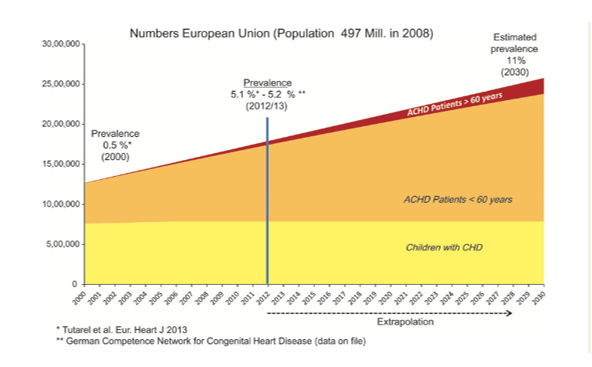 Numbers European Union (Population 497 Mill. in 2008)
30,00,000
25,00,000
20,00,000
15,00,000
10,00,000
5,00,000
0
Prevalence
0.5 %*
(2000)
Prevalence
5.1 %* - 5.2 % **
(2012/13)
Estimated
prevalence
11%
(2030)
ACHD Patients > 60 years
ACHD Patients < 60 years
Children with CHD
2000 2001 2002 2003 2004 2005 2006 2007 2008 2009 2010 2011 2012 2013 2014 2015 2016 2017 2018 2019 2020 2021 2022 2023 2024 2025 2026 2027 2028 2029 2030
Extrapolation
* Tutarel et al. Eur. Heart J 2013
** German Competence Network for Congenital Heart Disease (data on file)